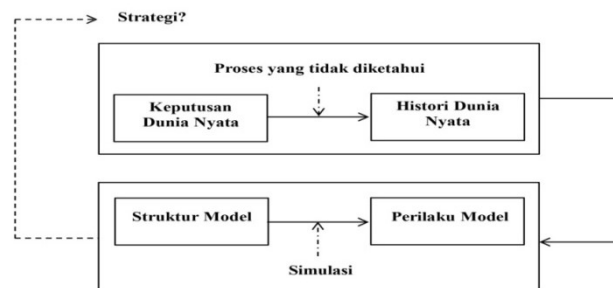 Strategi?
Proses yang tidak diketahui
Keputusan
Dunia Nyata
Histori Dunia
Nyata
Struktur Model
Perilaku Model
Simulasi